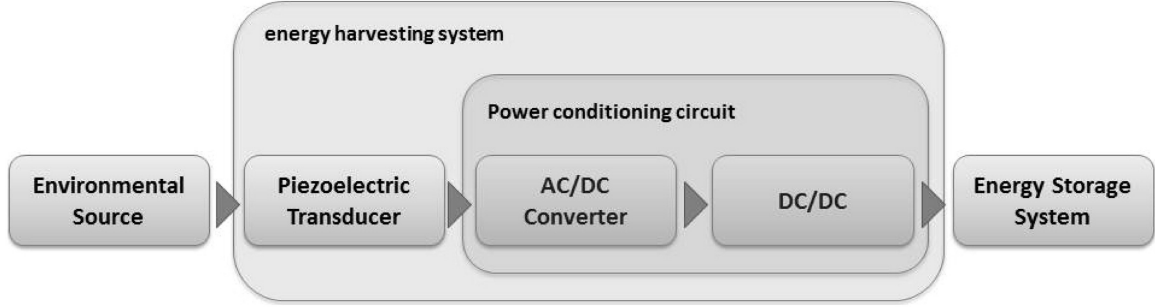 energy harvesting system
Power conditioning circuit
Environmental
Source
Piezoelectric
Transducer
AC/DC
Converter
DC/DC
Energy Storage
System